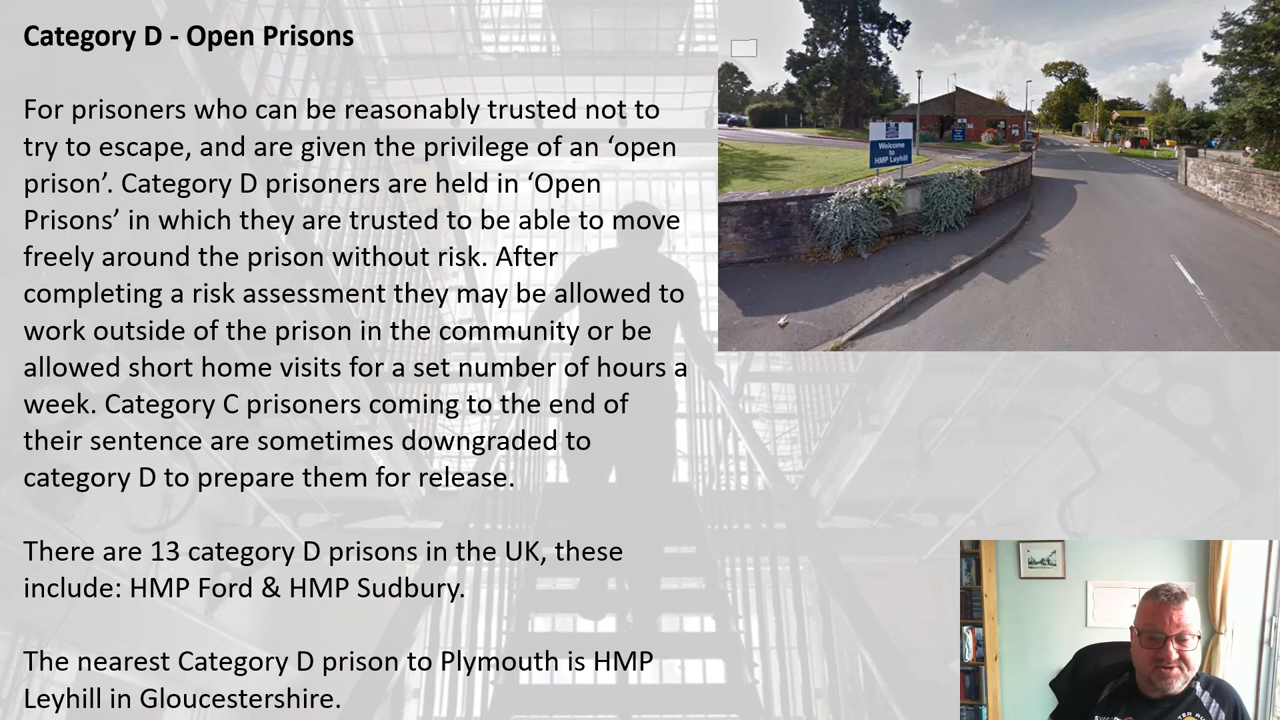 Category D - Open Prisons
For prisoners who can be reasonably trusted not to
try to escape, and are given the privilege of an ‘open
prison’. Category D prisoners are held in ‘Open
Prisons’ in which they are trusted to be able to move
freely around the prison without risk. After
completing a risk assessment they may be allowed to
work outside of the prison in the community or be
allowed short home visits for a set number of hours a
week. Category C prisoners coming to the end of
their sentence are sometimes downgraded to
category D to prepare them for release.
There are 13 category D prisons in the UK, these
include: HMP Ford & HMP Sudbury.
The nearest Category D prison to Plymouth is HMP
Leyhill in Gloucestershire.
Welcome
to
HMP Leyhill